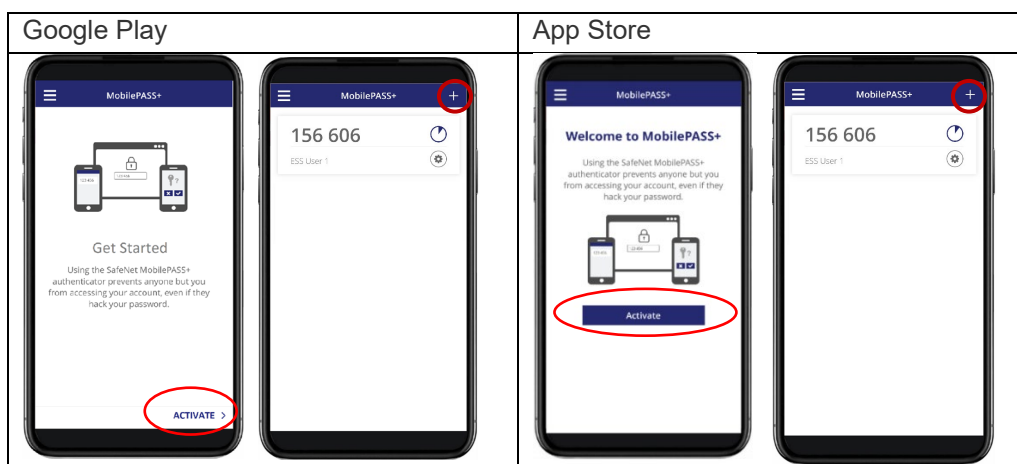 Google Play
App Store
MobilePASS+
Get Started
Using the SafeNet MobilePASS+
authenticator prevents anyone but you
from accessing your account, even if they
hack your password.
ACTIVATE >
MobilePASS+
+
156 606
ESS User 1
MobilePASS+
Welcome to MobilePASS+
Using the SafeNet MobilePASS+
authenticator prevents anyone but you
from accessing your account, even if they
hack your password.
Activate
MobilePASS+
+
156 606
ESS User 1